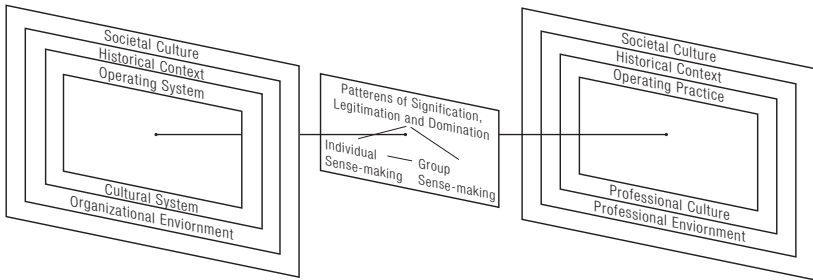 Societal Culture
Historical Context
Operating System
Cultural System
Organizational Enviornment
Patterens of Signification,
Legitimation and Domination
Individual
Sense-making
Group
Sense-making
Societal Culture
Historical Context
Operating Practice
Professional Culture
Professional Enviornment